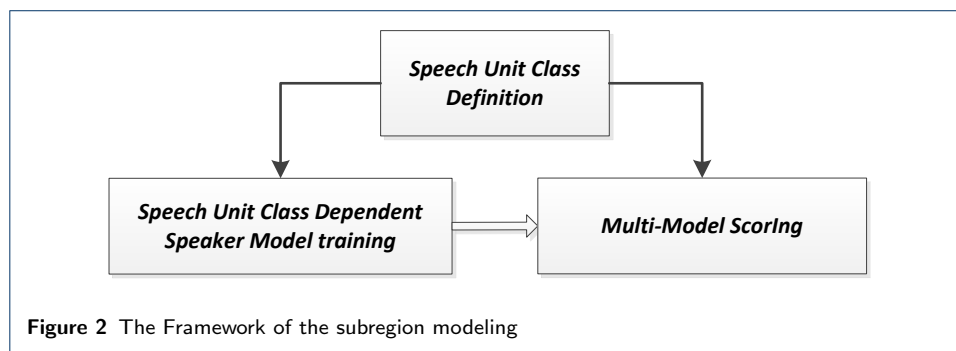 Speech Unit Class
Definition
Speech Unit Class Dependent
Speaker Model training
Multi-Model ScorIng
Figure 2 The Framework of the subregion modeling